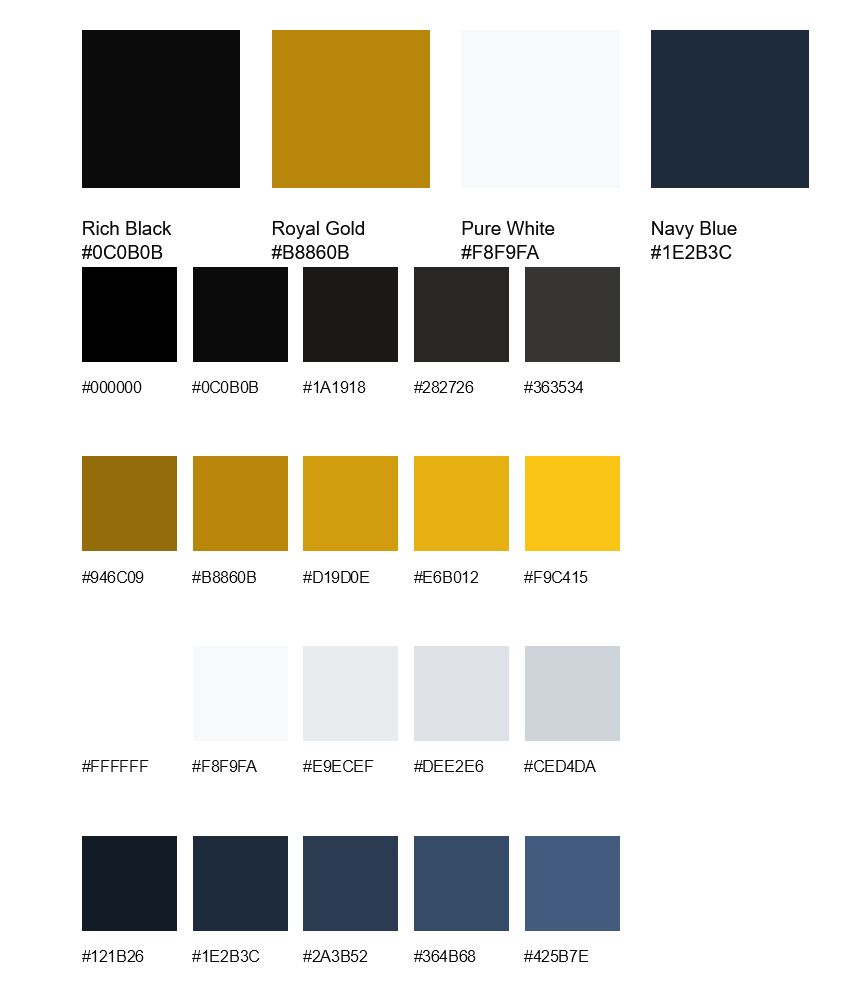 Rich Black
#0C0B0B
Royal Gold
#B8860B
Pure White
#F8F9FA
Navy Blue
#1E2B3C
#000000
#0C0B0B
#1A1918
#282726
#363534
#946C09
#B8860B
#D19D0E
#E6B012
#F9C415
#FFFFFF
#F8F9FA
#E9ECEF
#DEE2E6
#CED4DA
#121B26
#1E2B3C
#2A3B52
#364B68
#425B7E